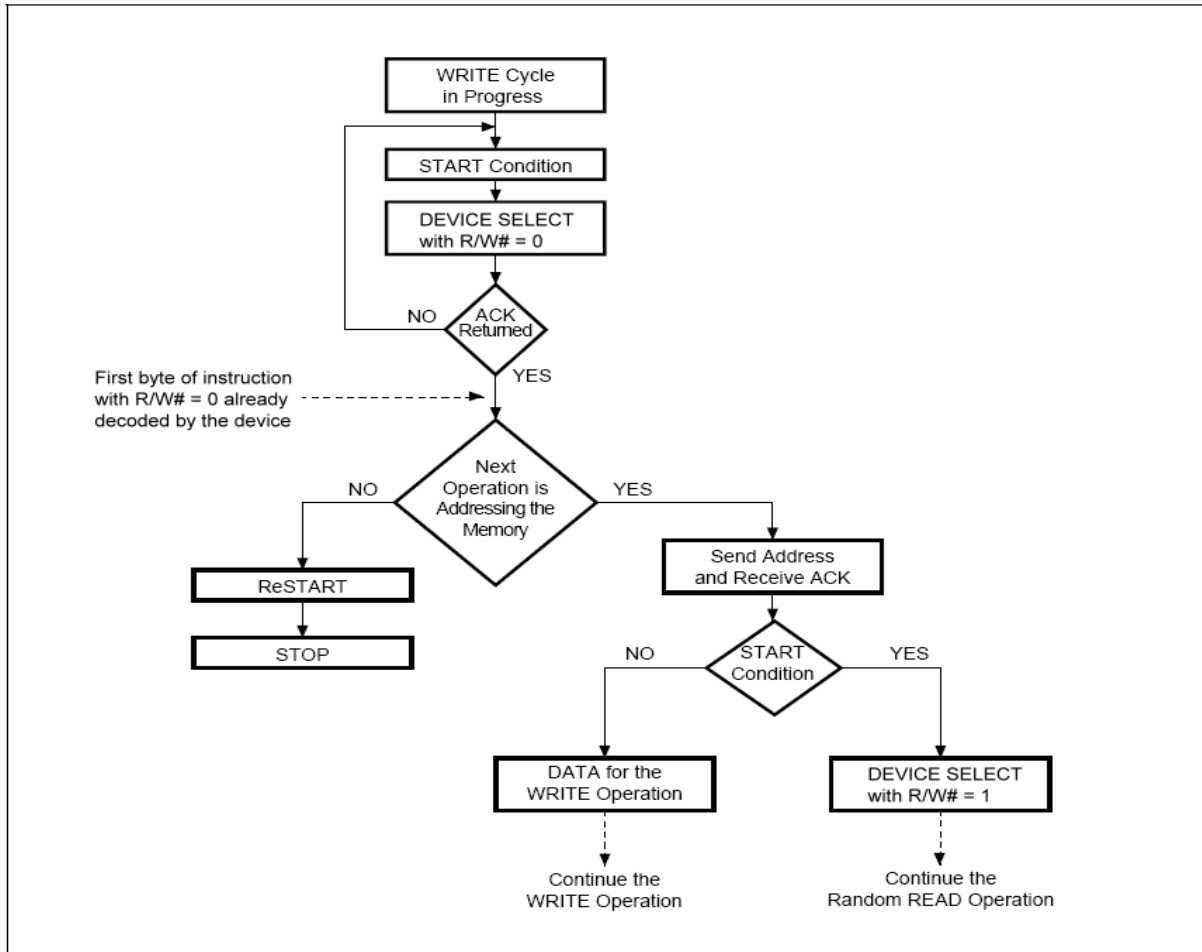 WRITE Cycle
in Progress
START Condition
DEVICE SELECT
with R/W# = 0
NO
ACK
Returned
YES
First byte of instruction
with R/W# = 0 already
decoded by the device
NO
Next
Operation is
Addressing the
Memory
YES
Send Address
and Receive ACK
ReSTART
STOP
NO
START
Condition
YES
DATA for the
WRITE Operation
DEVICE SELECT
with R/W# = 1
Continue the
WRITE Operation
Continue the
Random READ Operation